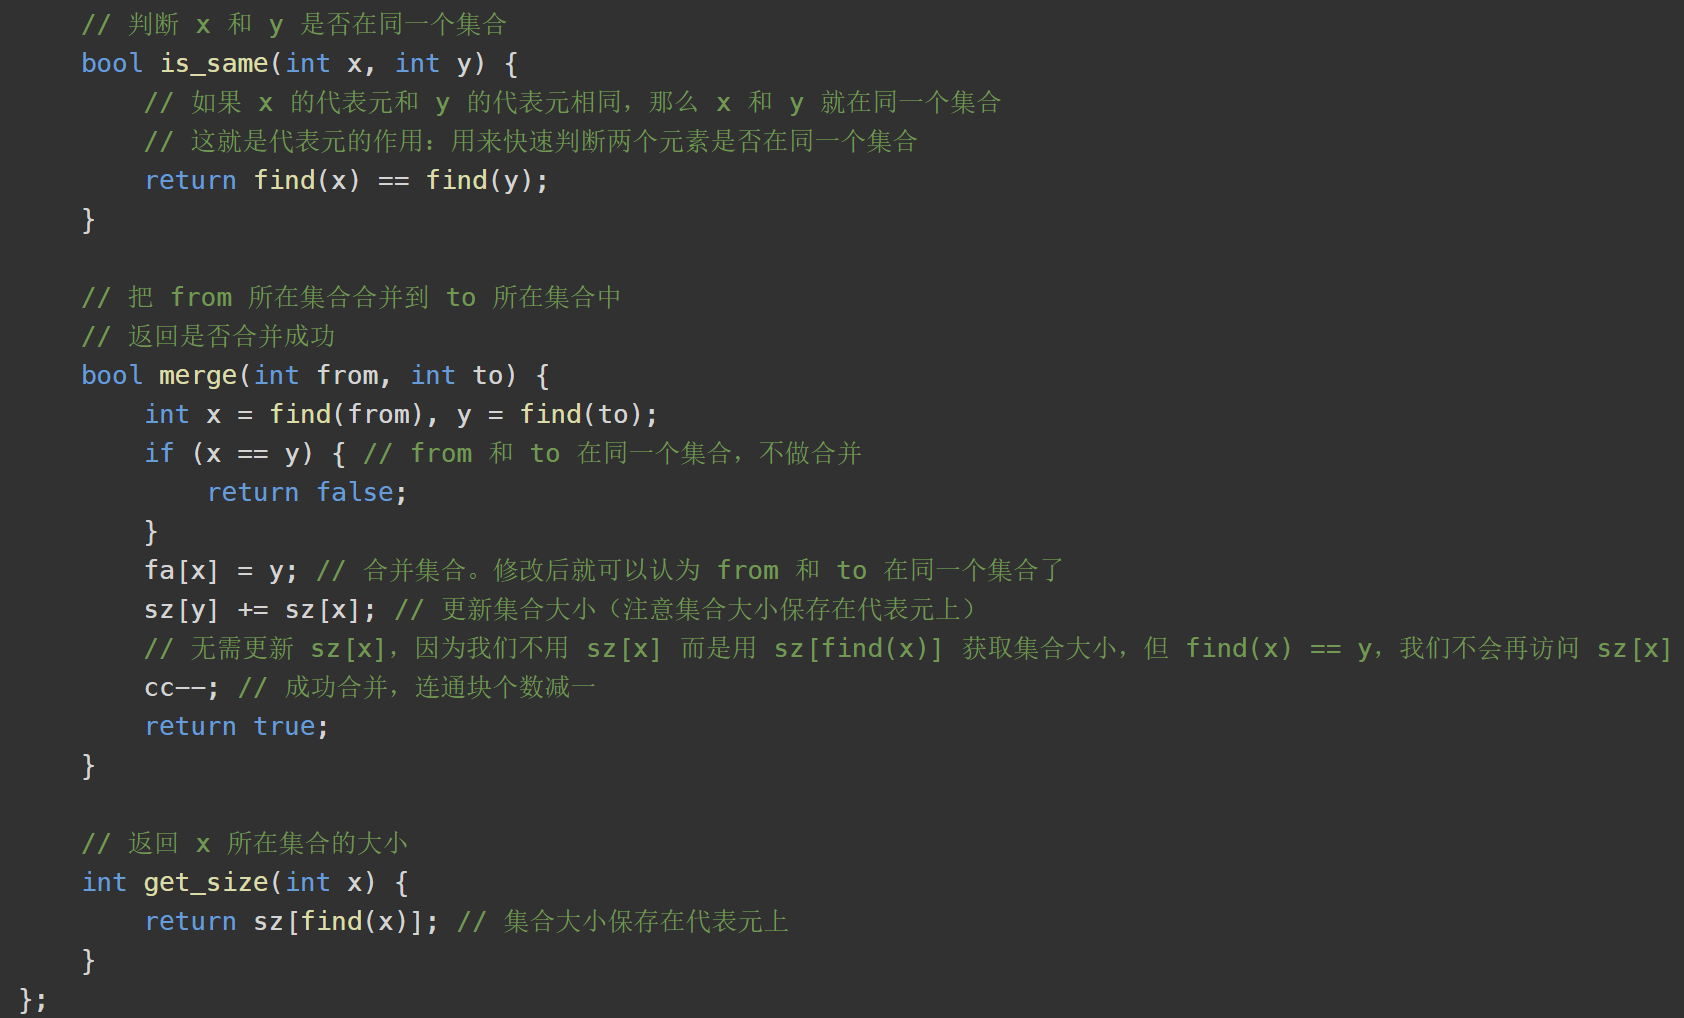 // 判断 x 和 y 是否在同一个集合
bool is_same(int x, int y) {
// 如果 x 的代表元和 y 的代表元相同，那么 x 和 y 就在同一个集合
// 这就是代表元的作用：用来快速判断两个元素是否在同一个集合
return find(x) == find(y);
}
// 把 from 所在集合合并到 to 所在集合中
// 返回是否合并成功
bool merge(int from, int to) {
int x = find(from), y = find(to);
if (x == y) { // from 和 to 在同一个集合，不做合并
return false;
}
fa[x] = y; // 合并集合。修改后就可以认为 from 和 to 在同一个集合了
sz[y] += sz[x]; // 更新集合大小（注意集合大小保存在代表元上）
// 无需更新 sz[x]，因为我们不用 sz[x] 而是用 sz[find(x)] 获取集合大小，但 find(x) == y，我们不会再访问 sz[x]
cc--; // 成功合并，连通块个数减一
return true;
}
// 返回 x 所在集合的大小
int get_size(int x) {
return sz[find(x)]; // 集合大小保存在代表元上
}
};